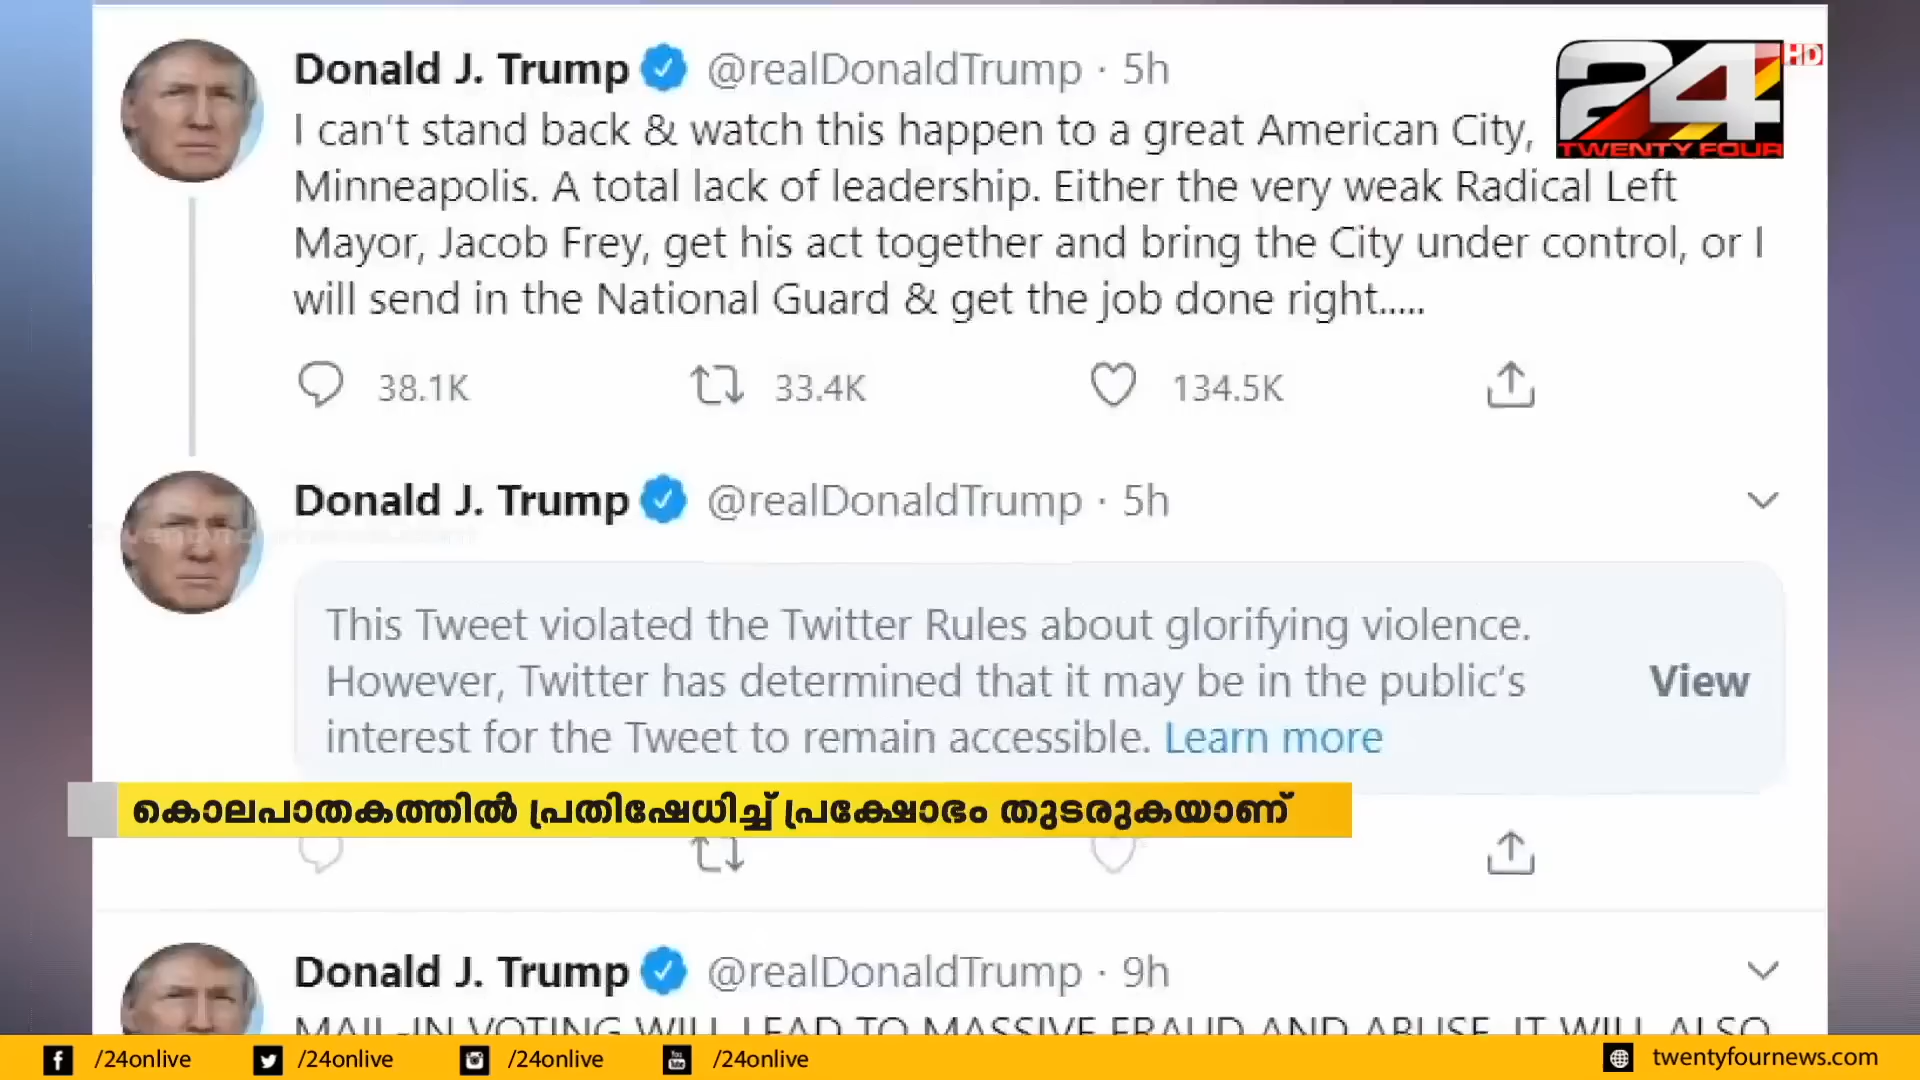 Donald J. Trump @realDonaldTrump · 5h
24 HD
TWENTY FOUR
I can't stand back & watch this happen to a great American City,
Minneapolis. A total lack of leadership. Either the very weak Radical Left
Mayor, Jacob Frey, get his act together and bring the City under control, or I
will send in the National Guard & get the job done right.....
38.1K 33.4K 134.5K
Donald J. Trump @realDonaldTrump · 5h
This Tweet violated the Twitter Rules about glorifying violence.
However, Twitter has determined that it may be in the public's
interest for the Tweet to remain accessible. Learn more
View
കൊലപാതകത്തിൽ പ്രതിഷേധിച്ച് പ്രക്ഷോഭം തുടരുകയാണ്
Donald J. Trump @realDonaldTrump · 9h
MAIL-IN VOTING WILL LEAD TO MASSIVE FRAUD AND ABUSE. IT WILL ALSO
/24onlive /24onlive /24onlive /24onlive twentyfournews.com